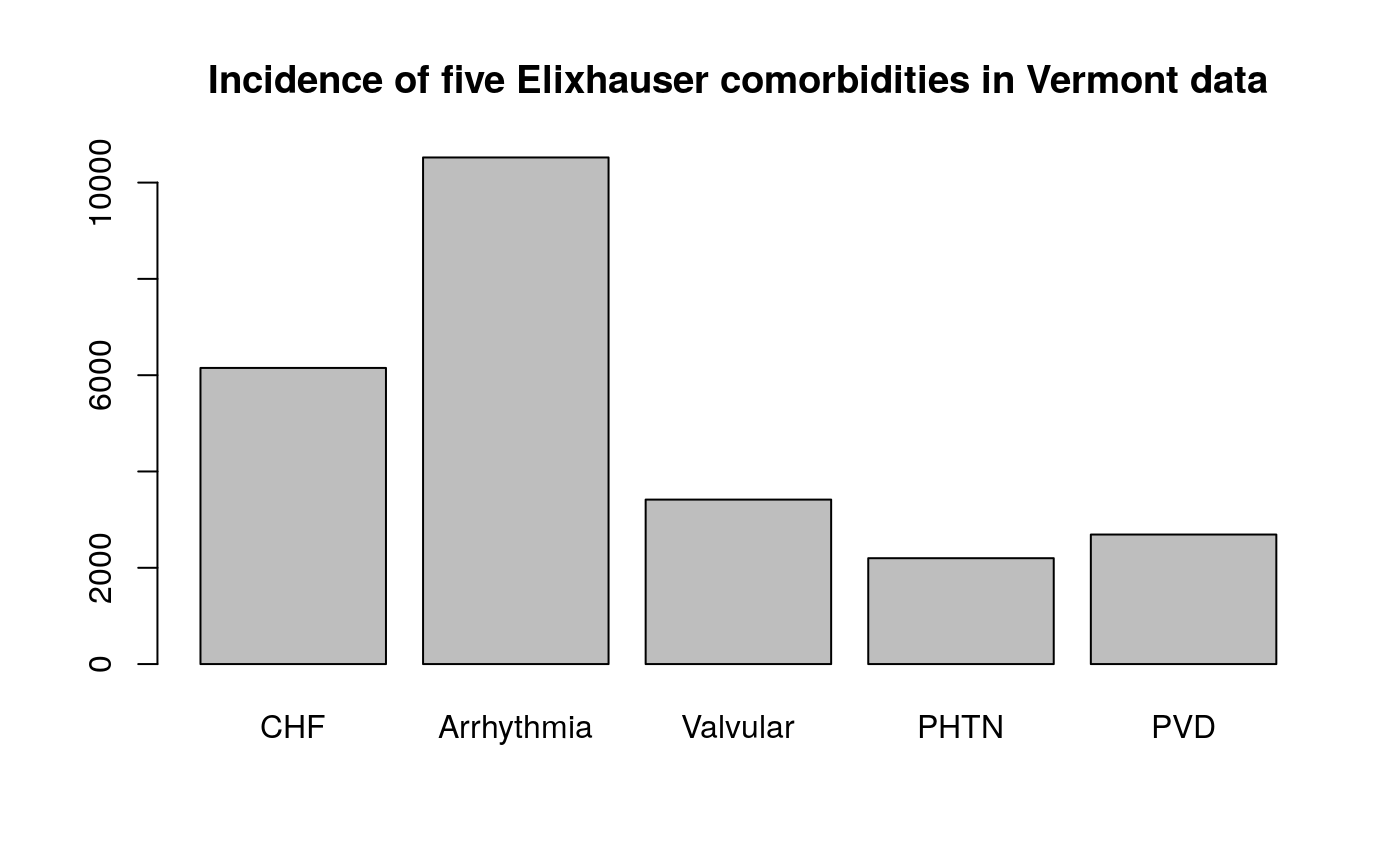 Incidence of five Elixhauser comorbidities in Vermont data
10000
6000
2000
0
CHF Arrhythmia Valvular PHTN PVD